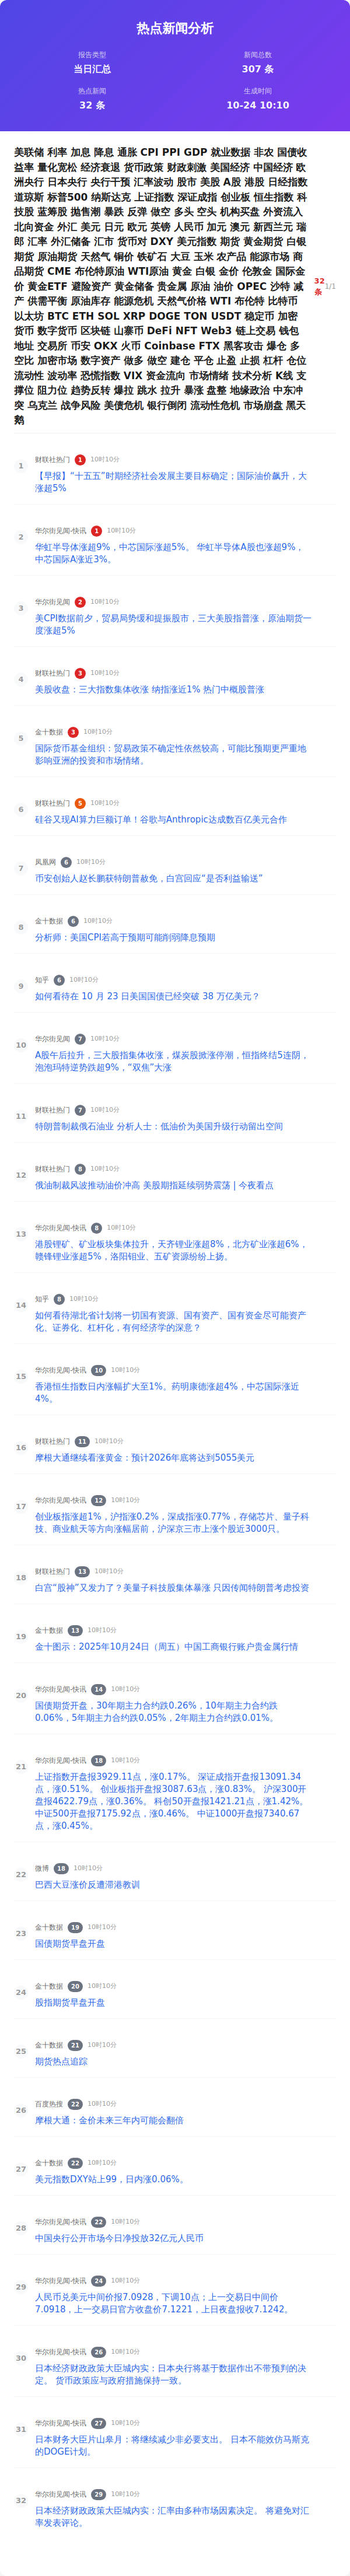 热点新闻分析
报告类型
新闻总数
当日汇总
307 条
热点新闻
生成时间
32 条
10-24 10:10
美联储 利率 加息 降息 通胀 CPI PPI GDP 就业数据 非农 国债收
益率 量化宽松 经济衰退 货币政策 财政刺激 美国经济 中国经济 欧
洲央行 日本央行 央行干预 汇率波动 股市 美股 A股 港股 日经指数
道琼斯 标普500 纳斯达克 上证指数 深证成指 创业板 恒生指数 科
技股 蓝筹股 抛售潮 暴跌 反弹 做空 多头 空头 机构买盘 外资流入
北向资金 外汇 美元 日元 欧元 英镑 人民币 加元 澳元 新西兰元 瑞
郎 汇率 外汇储备 汇市 货币对 DXY 美元指数 期货 黄金期货 白银
期货 原油期货 天然气 铜价 铁矿石 大豆 玉米 农产品 能源市场 商
品期货 CME 布伦特原油 WTI原油 黄金 白银 金价 伦敦金 国际金
价 黄金ETF 避险资产 黄金储备 贵金属 原油 油价 OPEC 沙特 减
产 供需平衡 原油库存 能源危机 天然气价格 WTI 布伦特 比特币
以太坊 BTC ETH SOL XRP DOGE TON USDT 稳定币 加密
货币 数字货币 区块链 山寨币 DeFi NFT Web3 链上交易 钱包
地址 交易所 币安 OKX 火币 Coinbase FTX 黑客攻击 爆仓 多
空比 加密市场 数字资产 做多 做空 建仓 平仓 止盈 止损 杠杆 仓位
流动性 波动率 恐慌指数 VIX 资金流向 市场情绪 技术分析 K线 支
撑位 阻力位 趋势反转 爆拉 跳水 拉升 暴涨 盘整 地缘政治 中东冲
突 乌克兰 战争风险 美债危机 银行倒闭 流动性危机 市场崩盘 黑天
鹅
32
条
1/1
1
财联社热门 1 10时10分
【早报】“十五五”时期经济社会发展主要目标确定；国际油价飙升，大
涨超5%
2
华尔街见闻-快讯 1 10时10分
华虹半导体涨超9%，中芯国际涨超5%。 华虹半导体A股也涨超9%，
中芯国际A涨近3%。
3
华尔街见闻 2 10时10分
美CPI数据前夕，贸易局势缓和提振股市，三大美股指普涨，原油期货一
度涨超5%
4
财联社热门 3 10时10分
美股收盘：三大指数集体收涨 纳指涨近1% 热门中概股普涨
5
金十数据 3 10时10分
国际货币基金组织：贸易政策不确定性依然较高，可能比预期更严重地
影响亚洲的投资和市场情绪。
6
财联社热门 5 10时10分
硅谷又现AI算力巨额订单！谷歌与Anthropic达成数百亿美元合作
7
凤凰网 6 10时10分
币安创始人赵长鹏获特朗普赦免，白宫回应“是否利益输送”
8
金十数据 6 10时10分
分析师：美国CPI若高于预期可能削弱降息预期
9
知乎 6 10时10分
如何看待在 10 月 23 日美国国债已经突破 38 万亿美元？
10
华尔街见闻 7 10时10分
A股午后拉升，三大股指集体收涨，煤炭股掀涨停潮，恒指终结5连阴，
泡泡玛特逆势跌超9%，“双焦”大涨
11
财联社热门 7 10时10分
特朗普制裁俄石油业 分析人士：低油价为美国升级行动留出空间
12
财联社热门 8 10时10分
俄油制裁风波推动油价冲高 美股期指延续弱势震荡 | 今夜看点
13
华尔街见闻-快讯 8 10时10分
港股锂矿、矿业板块集体拉升，天齐锂业涨超8%，北方矿业涨超6%，
赣锋锂业涨超5%，洛阳钼业、五矿资源纷纷上扬。
14
知乎 8 10时10分
如何看待湖北省计划将一切国有资源、国有资产、国有资金尽可能资产
化、证券化、杠杆化，有何经济学的深意？
15
华尔街见闻-快讯 10 10时10分
香港恒生指数日内涨幅扩大至1%。药明康德涨超4%，中芯国际涨近
4%。
16
财联社热门 11 10时10分
摩根大通继续看涨黄金：预计2026年底将达到5055美元
17
华尔街见闻-快讯 12 10时10分
创业板指涨超1%，沪指涨0.2%，深成指涨0.77%，存储芯片、量子科
技、商业航天等方向涨幅居前，沪深京三市上涨个股近3000只。
18
财联社热门 13 10时10分
白宫“股神”又发力了？美量子科技股集体暴涨 只因传闻特朗普考虑投资
19
金十数据 13 10时10分
金十图示：2025年10月24日（周五）中国工商银行账户贵金属行情
20
华尔街见闻-快讯 14 10时10分
国债期货开盘，30年期主力合约跌0.26%，10年期主力合约跌
0.06%，5年期主力合约跌0.05%，2年期主力合约跌0.01%。
21
华尔街见闻-快讯 18 10时10分
上证指数开盘报3929.11点，涨0.17%。 深证成指开盘报13091.34
点，涨0.51%。 创业板指开盘报3087.63点，涨0.83%。 沪深300开
盘报4622.79点，涨0.36%。 科创50开盘报1421.21点，涨1.42%。
中证500开盘报7175.92点，涨0.46%。 中证1000开盘报7340.67
点，涨0.45%。
22
微博 18 10时10分
巴西大豆涨价反遭滞港教训
23
金十数据 19 10时10分
国债期货早盘开盘
24
金十数据 20 10时10分
股指期货早盘开盘
25
金十数据 21 10时10分
期货热点追踪
26
百度热搜 22 10时10分
摩根大通：金价未来三年内可能会翻倍
27
金十数据 22 10时10分
美元指数DXY站上99，日内涨0.06%。
28
华尔街见闻-快讯 22 10时10分
中国央行公开市场今日净投放32亿元人民币
29
华尔街见闻-快讯 24 10时10分
人民币兑美元中间价报7.0928，下调10点；上一交易日中间价
7.0918，上一交易日官方收盘价7.1221，上日夜盘报收7.1242。
30
华尔街见闻-快讯 26 10时10分
日本经济财政政策大臣城内实：日本央行将基于数据作出不带预判的决
定。 货币政策应与政府措施保持一致。
31
华尔街见闻-快讯 27 10时10分
日本财务大臣片山皋月：将继续减少非必要支出。 日本不能效仿马斯克
的DOGE计划。
32
华尔街见闻-快讯 29 10时10分
日本经济财政政策大臣城内实：汇率由多种市场因素决定。 将避免对汇
率发表评论。